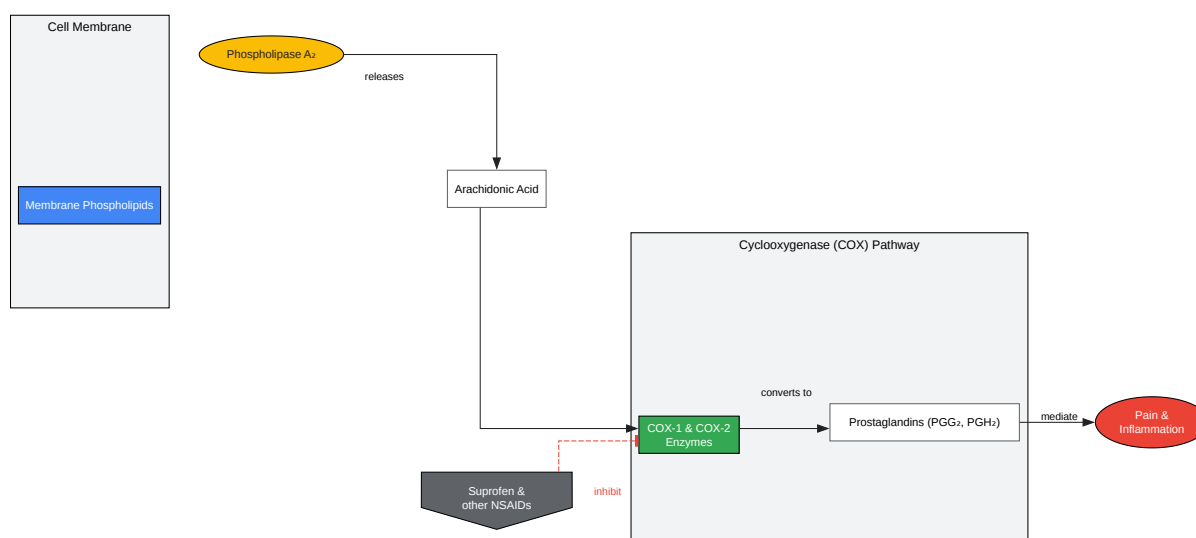 Cell Membrane
Phospholipase A₂
releases
Membrane Phospholipids
Arachidonic Acid
Cyclooxygenase (COX) Pathway
converts to
COX-1 & COX-2
Enzymes
Prostaglandins (PGG₂, PGH₂)
mediate
Pain &
Inflammation
Suprofen &
other NSAIDs
inhibit